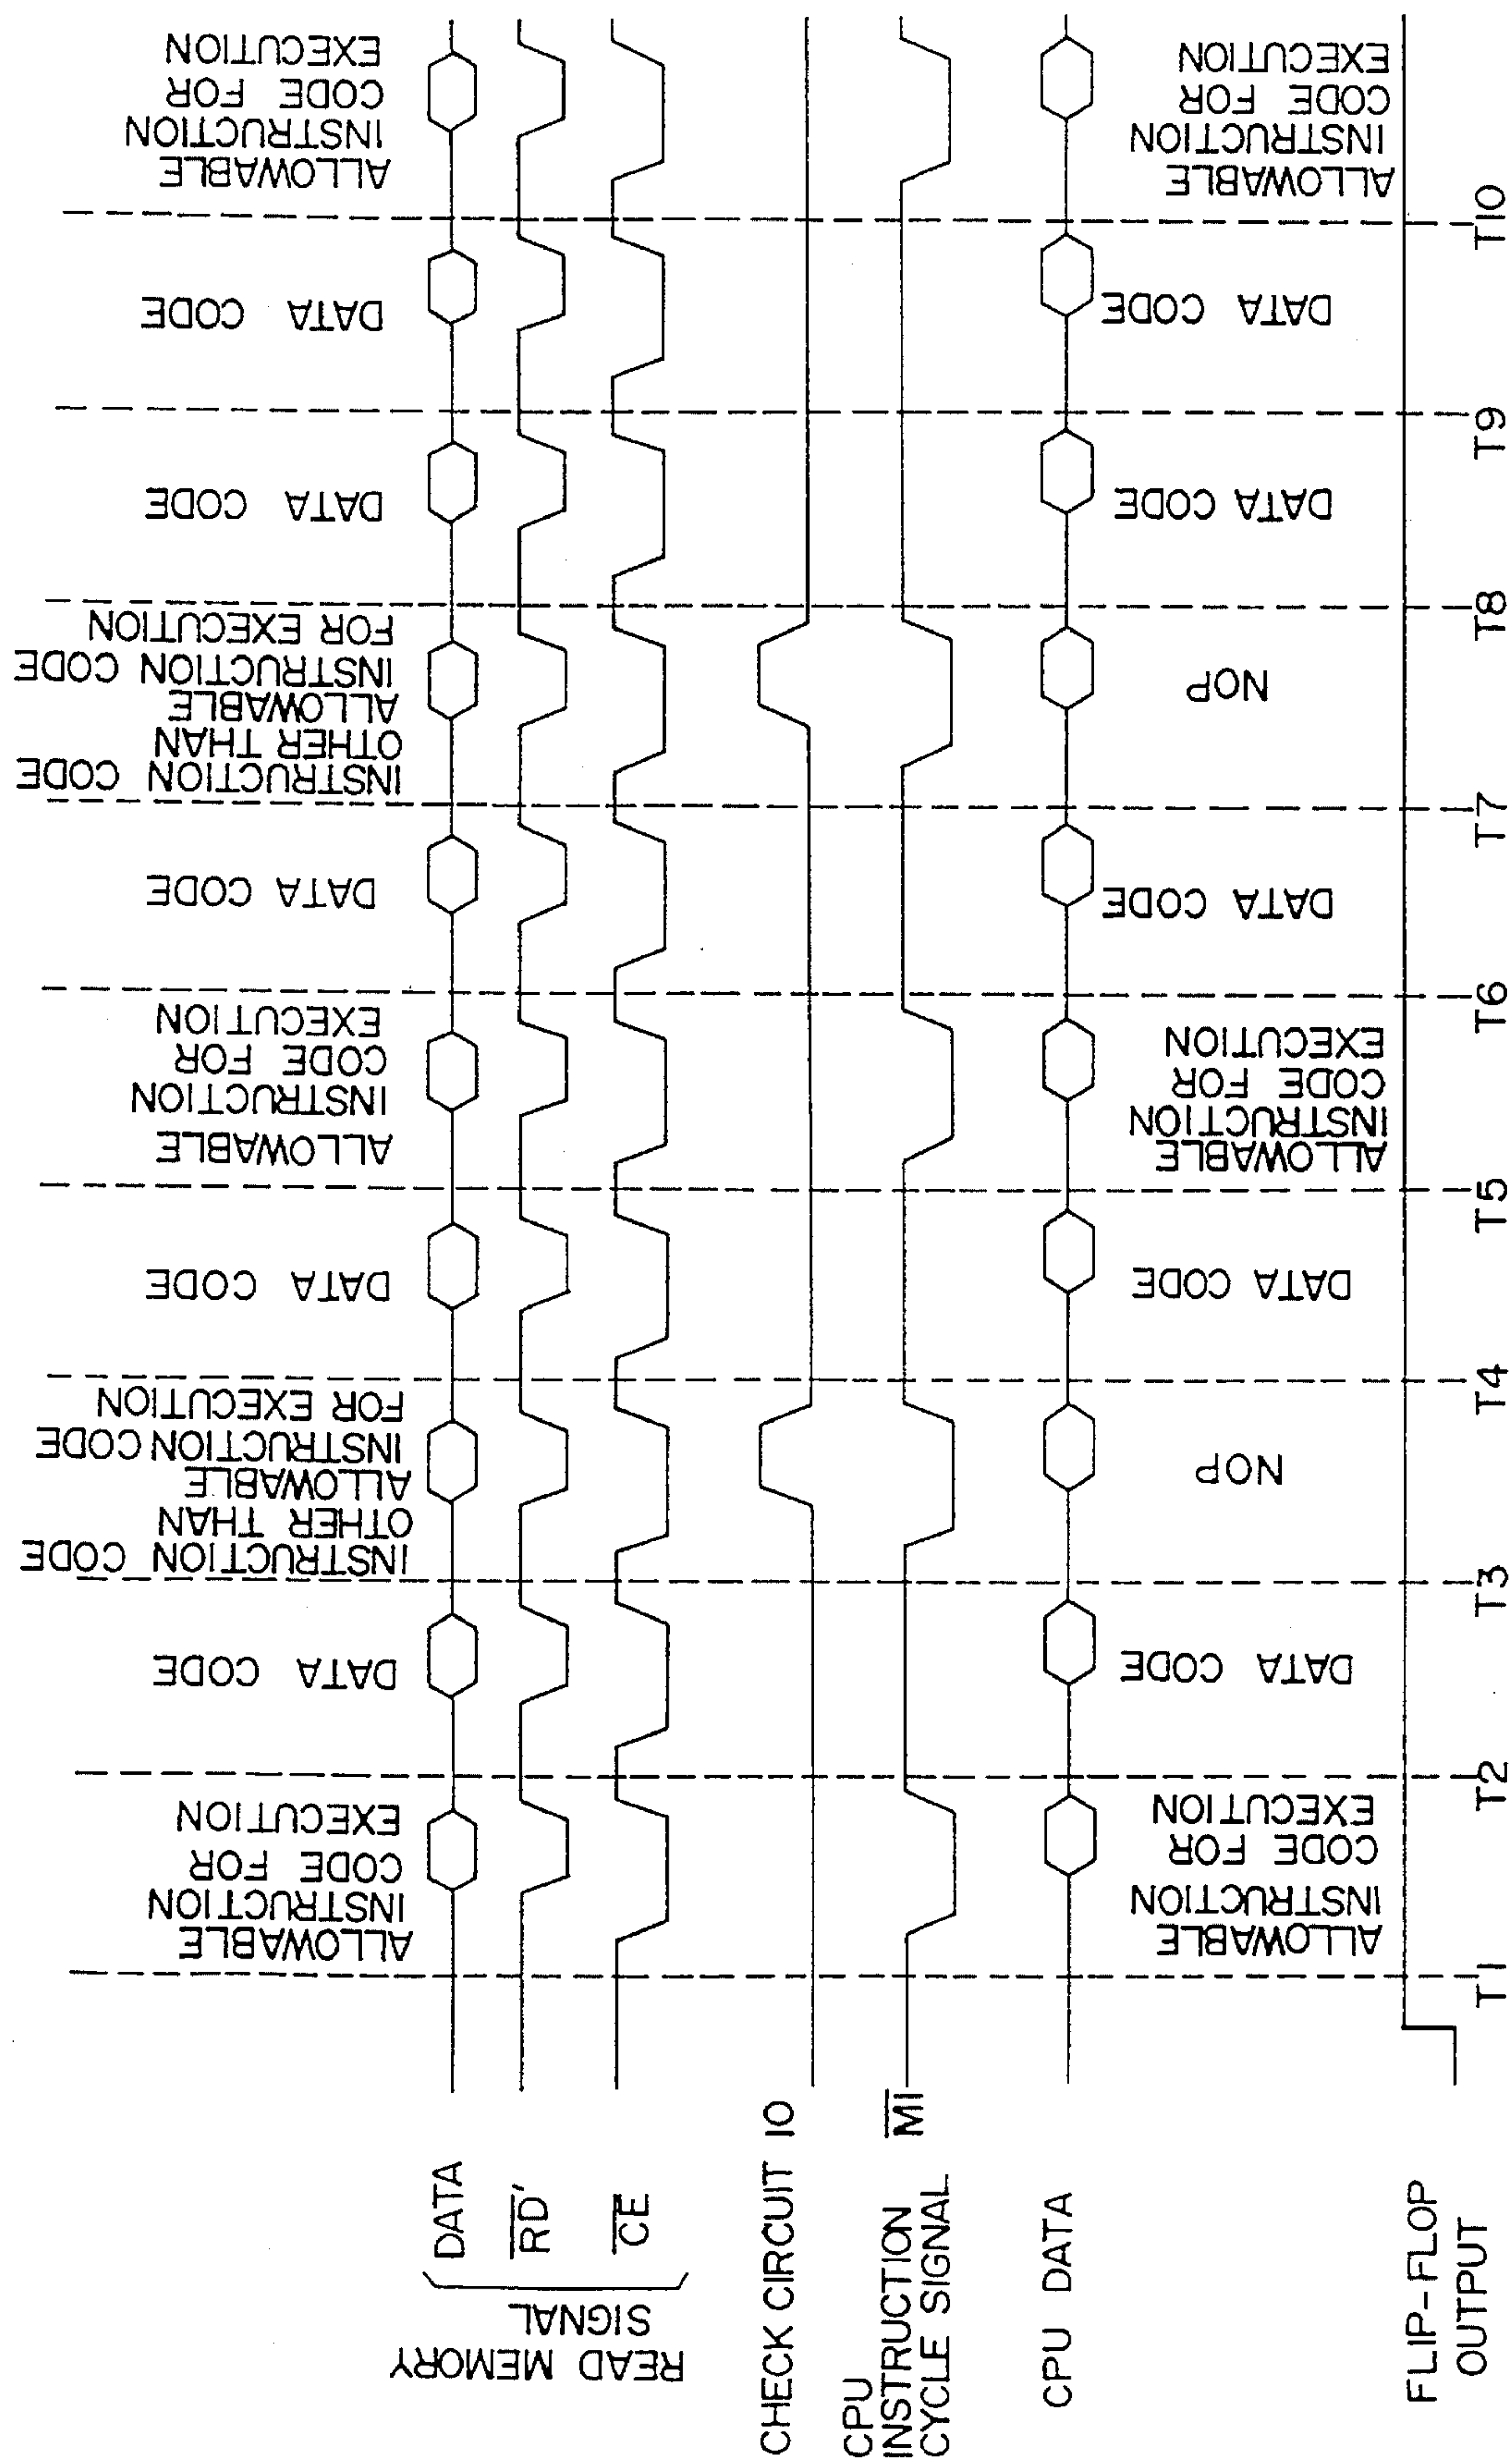 READ MEMORY
SIGNAL
DATA
RD'
CE
CHECK CIRCUIT 10
CPU
INSTRUCTION
CYCLE SIGNAL
M1
CPU DATA
FLIP-FLOP
OUTPUT
ALLOWABLE
INSTRUCTION
CODE FOR
EXECUTION
DATA CODE
INSTRUCTION CODE
OTHER THAN
ALLOWABLE
INSTRUCTION CODE
FOR EXECUTION
DATA CODE
ALLOWABLE
INSTRUCTION
CODE FOR
EXECUTION
DATA CODE
INSTRUCTION CODE
OTHER THAN
ALLOWABLE
INSTRUCTION CODE
FOR EXECUTION
DATA CODE
DATA CODE
ALLOWABLE
INSTRUCTION
CODE FOR
EXECUTION
ALLOWABLE
INSTRUCTION
CODE FOR
EXECUTION
DATA CODE
NOP
DATA CODE
ALLOWABLE
INSTRUCTION
CODE FOR
EXECUTION
DATA CODE
NOP
DATA CODE
DATA CODE
ALLOWABLE
INSTRUCTION
CODE FOR
EXECUTION
T1
T2
T3
T4
T5
T6
T7
T8
T9
T10